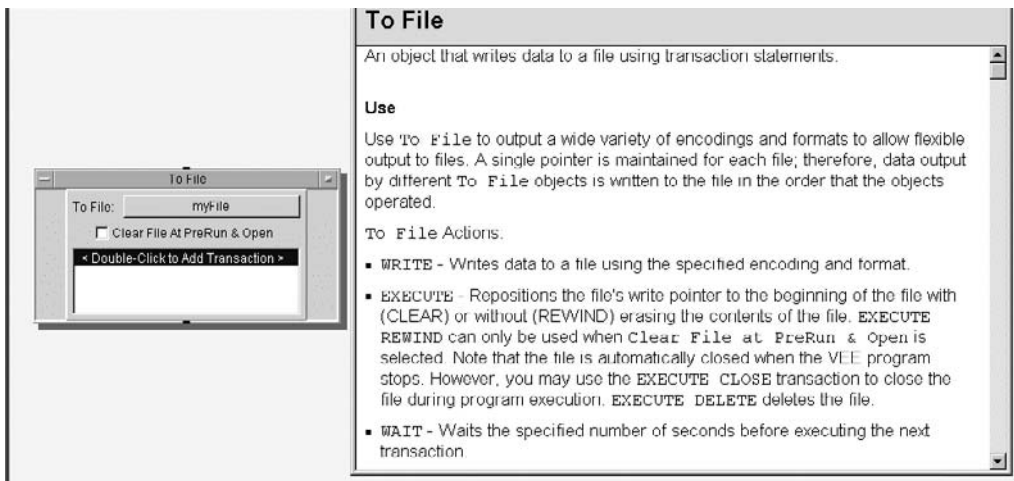 To File
To File:
myFile
Clear File At PreRun & Open
< Double-Click to Add Transaction >
To File
An object that writes data to a file using transaction statements.
Use
Use To File to output a wide variety of encodings and formats to allow flexible
output to files. A single pointer is maintained for each file; therefore, data output
by different To File objects is written to the file in the order that the objects
operated.
To File Actions.
▪ WRITE - Writes data to a file using the specified encoding and format.
▪ EXECUTE - Repositions the file's write pointer to the beginning of the file with
(CLEAR) or without (REWIND) erasing the contents of the file. EXECUTE
REWIND can only be used when Clear File at PreRun & Open is
selected. Note that the file is automatically closed when the VEE program
stops. However, you may use the EXECUTE CLOSE transaction to close the
file during program execution. EXECUTE DELETE deletes the file.
▪ WAIT - Waits the specified number of seconds before executing the next
transaction